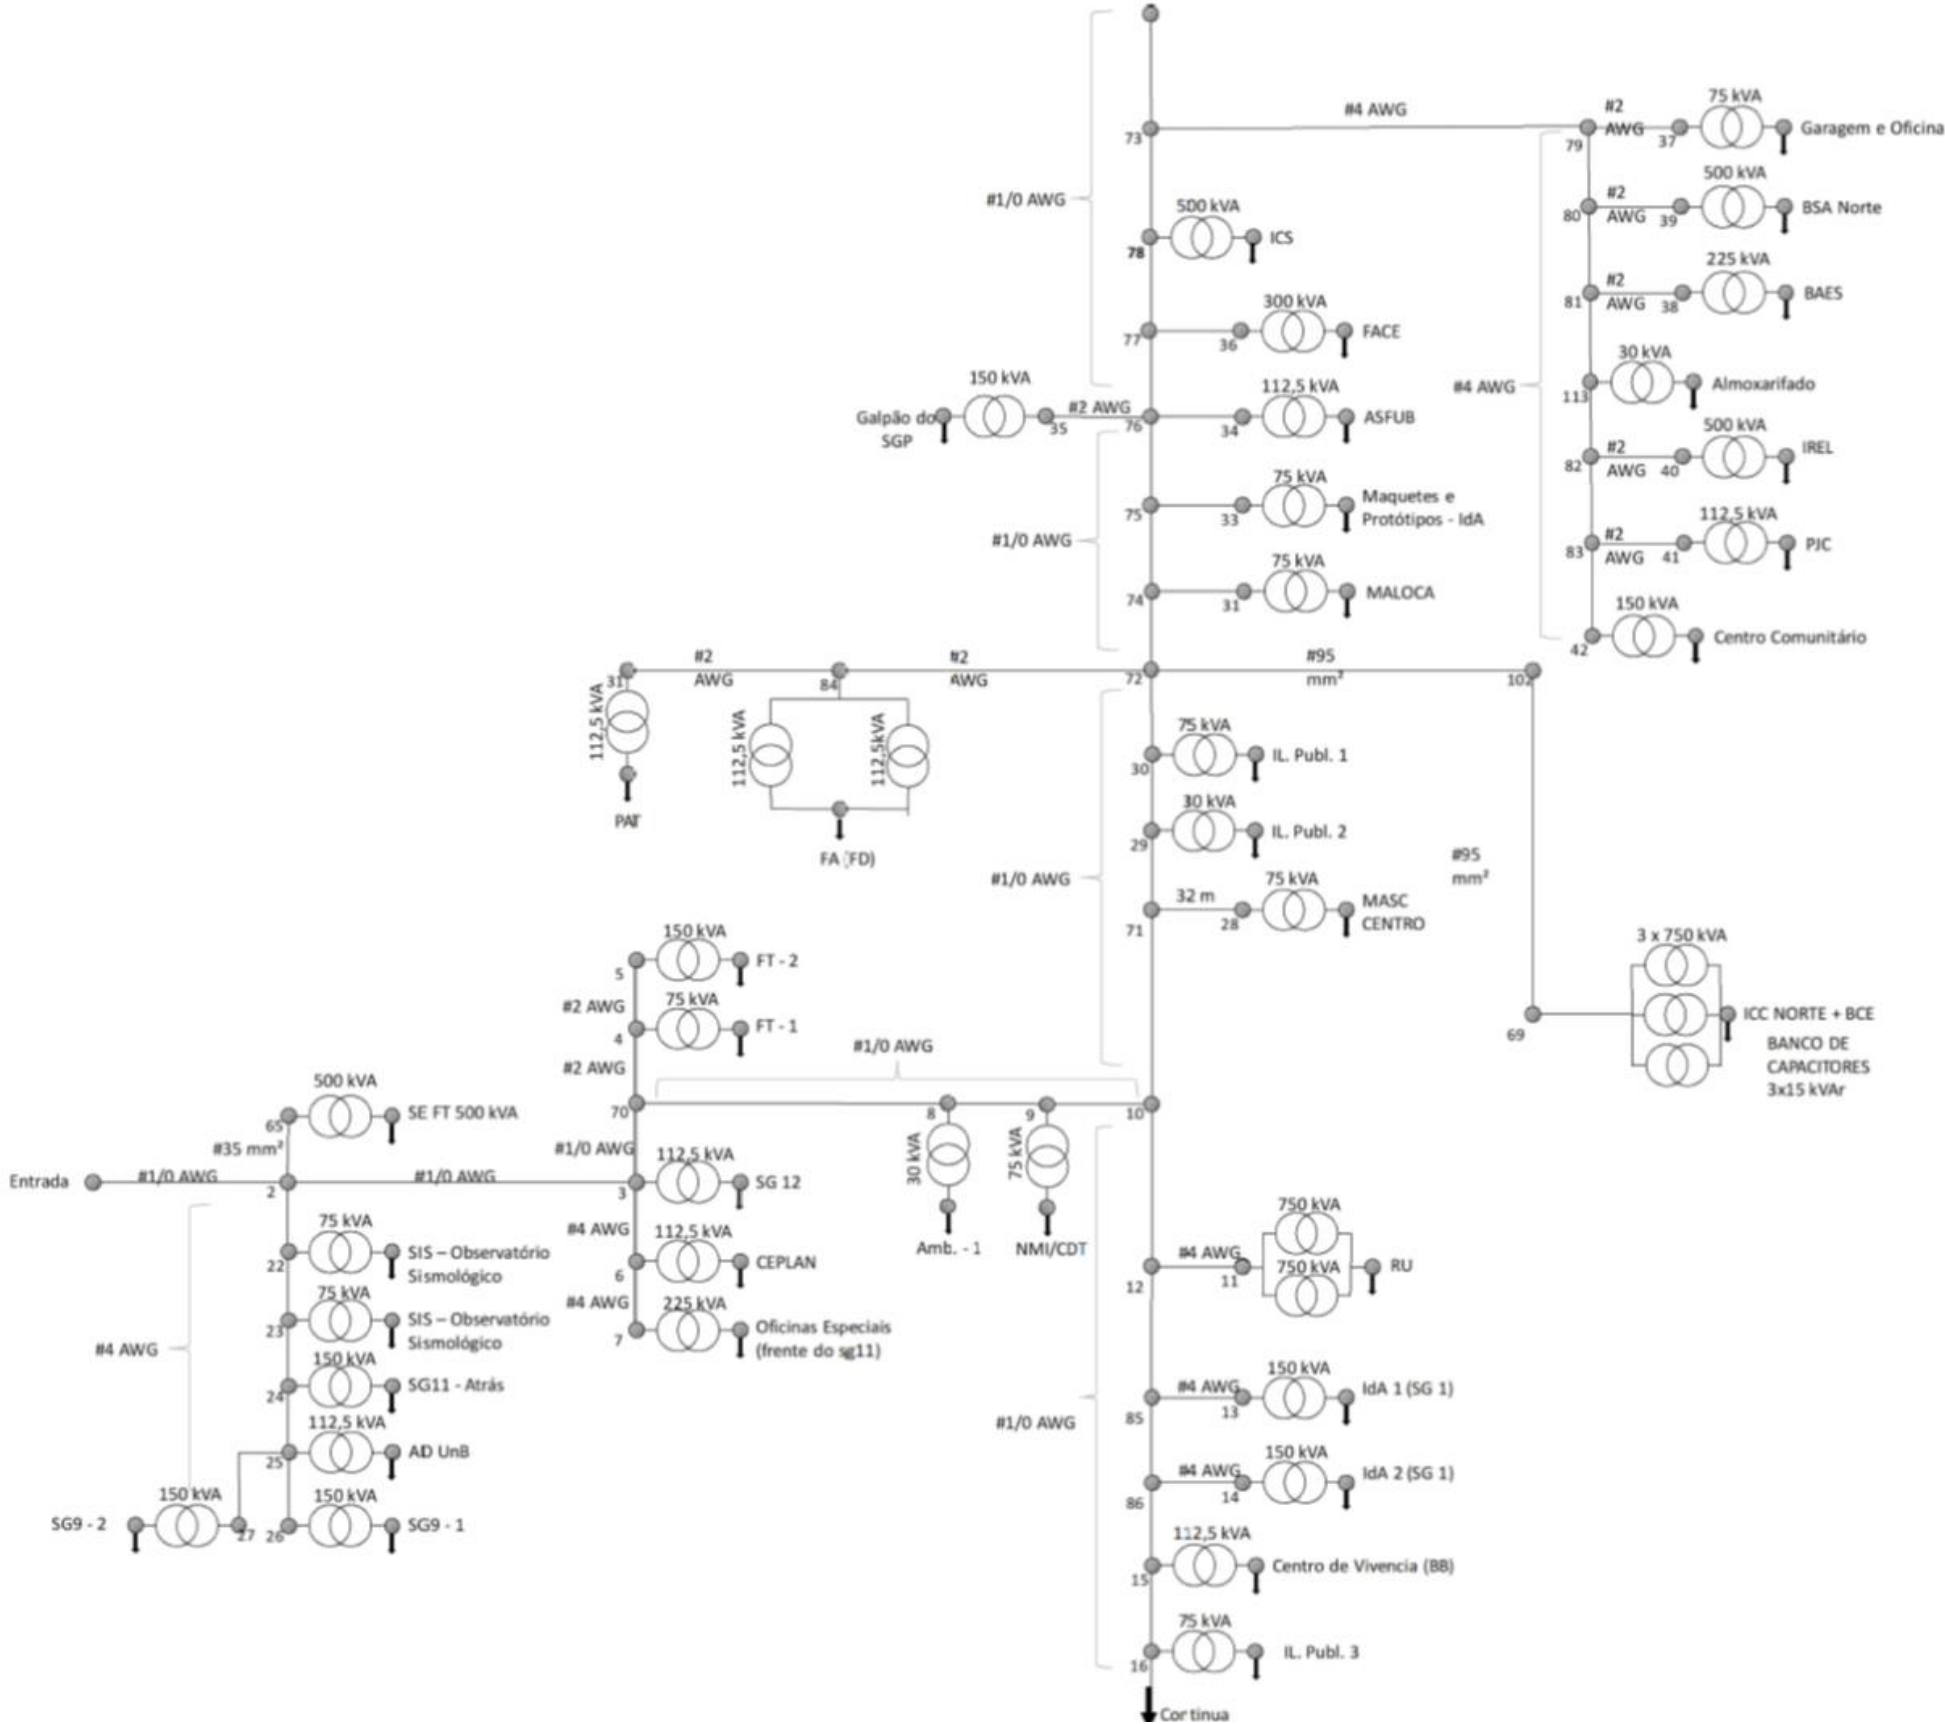 #4 AWG
73
#1/0 AWG
79
#2
AWG
37
75 kVA
Garagem e Oficina
80
#2
AWG
39
500 kVA
BSA Norte
78
500 kVA
ICS
81
#2
AWG
38
225 kVA
BAES
77
36
300 kVA
FACE
113
30 kVA
Almoxarifado
#4 AWG
150 kVA
Galpão do
SGP
35
#2 AWG
76
34
112,5 kVA
ASFUB
82
#2
AWG
40
500 kVA
IREL
75
33
75 kVA
Maquetes e
Protótipos - IdA
#1/0 AWG
83
#2
AWG
41
112,5 kVA
PJC
74
31
75 kVA
MALOCA
42
150 kVA
Centro Comunitário
31
#2
AWG
84
#2
AWG
72
#95
mm²
102
112,5 kVA
PAT
112,5 kVA
112,5kVA
FA (FD)
30
75 kVA
IL. Publ. 1
29
30 kVA
IL. Publ. 2
#1/0 AWG
#95
mm²
71
32 m
28
75 kVA
MASC
CENTRO
69
3 x 750 kVA
ICC NORTE + BCE
BANCO DE
CAPACITORES
3x15 kVAr
5
150 kVA
FT - 2
#2 AWG
4
75 kVA
FT - 1
#2 AWG
#1/0 AWG
70
8
9
10
30 kVA
Amb. - 1
75 kVA
NMI/CDT
65
500 kVA
SE FT 500 kVA
#35 mm²
Entrada
#1/0 AWG
2
#1/0 AWG
#1/0 AWG
3
112,5 kVA
SG 12
#4 AWG
6
112,5 kVA
CEPLAN
#4 AWG
7
225 kVA
Oficinas Especiais
(frente do sg11)
22
75 kVA
SIS – Observatório
Sismológico
23
75 kVA
SIS – Observatório
Sismológico
#4 AWG
24
150 kVA
SG11 - Atrás
25
112,5 kVA
AD UnB
SG9 - 2
150 kVA
27
26
150 kVA
SG9 - 1
12
#4 AWG
11
750 kVA
750 kVA
RU
85
#4 AWG
13
150 kVA
IdA 1 (SG 1)
#1/0 AWG
86
#4 AWG
14
150 kVA
IdA 2 (SG 1)
15
112,5 kVA
Centro de Vivencia (BB)
16
75 kVA
IL. Publ. 3
Continua